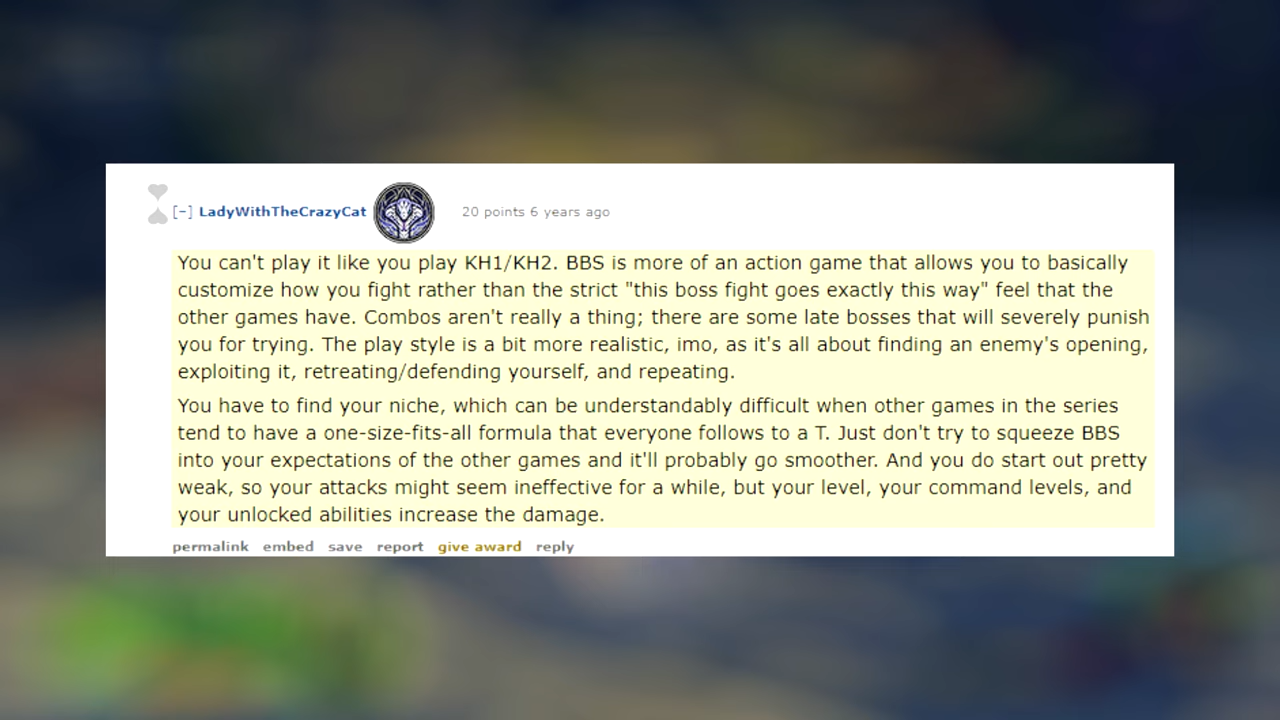 [–] LadyWithTheCrazyCat 20 points 6 years ago
You can't play it like you play KH1/KH2. BBS is more of an action game that allows you to basically
customize how you fight rather than the strict "this boss fight goes exactly this way" feel that the
other games have. Combos aren't really a thing; there are some late bosses that will severely punish
you for trying. The play style is a bit more realistic, imo, as it's all about finding an enemy's opening,
exploiting it, retreating/defending yourself, and repeating.
You have to find your niche, which can be understandably difficult when other games in the series
tend to have a one-size-fits-all formula that everyone follows to a T. Just don't try to squeeze BBS
into your expectations of the other games and it'll probably go smoother. And you do start out pretty
weak, so your attacks might seem ineffective for a while, but your level, your command levels, and
your unlocked abilities increase the damage.
permalink embed save report give award reply